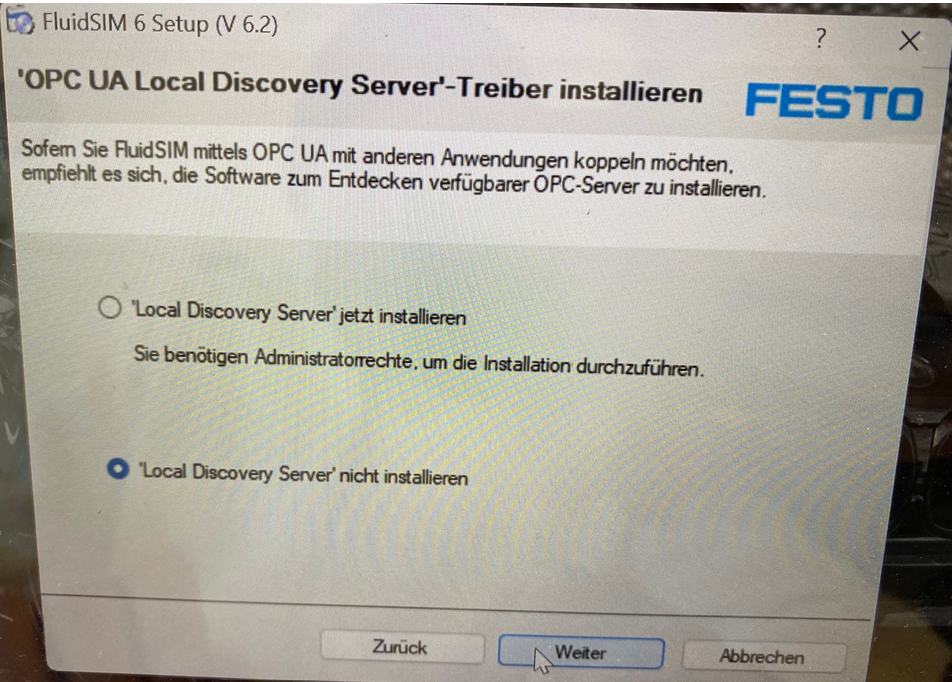 FluidSIM 6 Setup (V 6.2)
?
'OPC UA Local Discovery Server'-Treiber installieren
FESTO
Sofern Sie FluidSIM mittels OPC UA mit anderen Anwendungen koppeln möchten,
empfiehlt es sich, die Software zum Entdecken verfügbarer OPC-Server zu installieren.
'Local Discovery Server' jetzt installieren
Sie benötigen Administratorrechte, um die Installation durchzuführen.
'Local Discovery Server' nicht installieren
Zurück
Weiter
Abbrechen